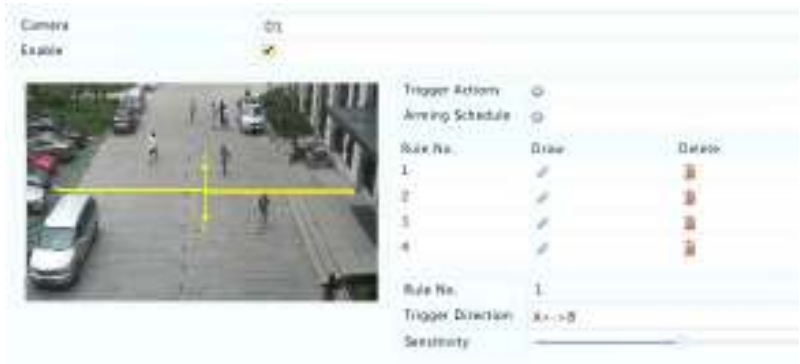 Camera D1
Enable
Trigger Actions
Arming Schedule
Rule No. Draw Delete
1
2
3
4
Rule No. 1
Trigger Direction A<->B
Sensitivity